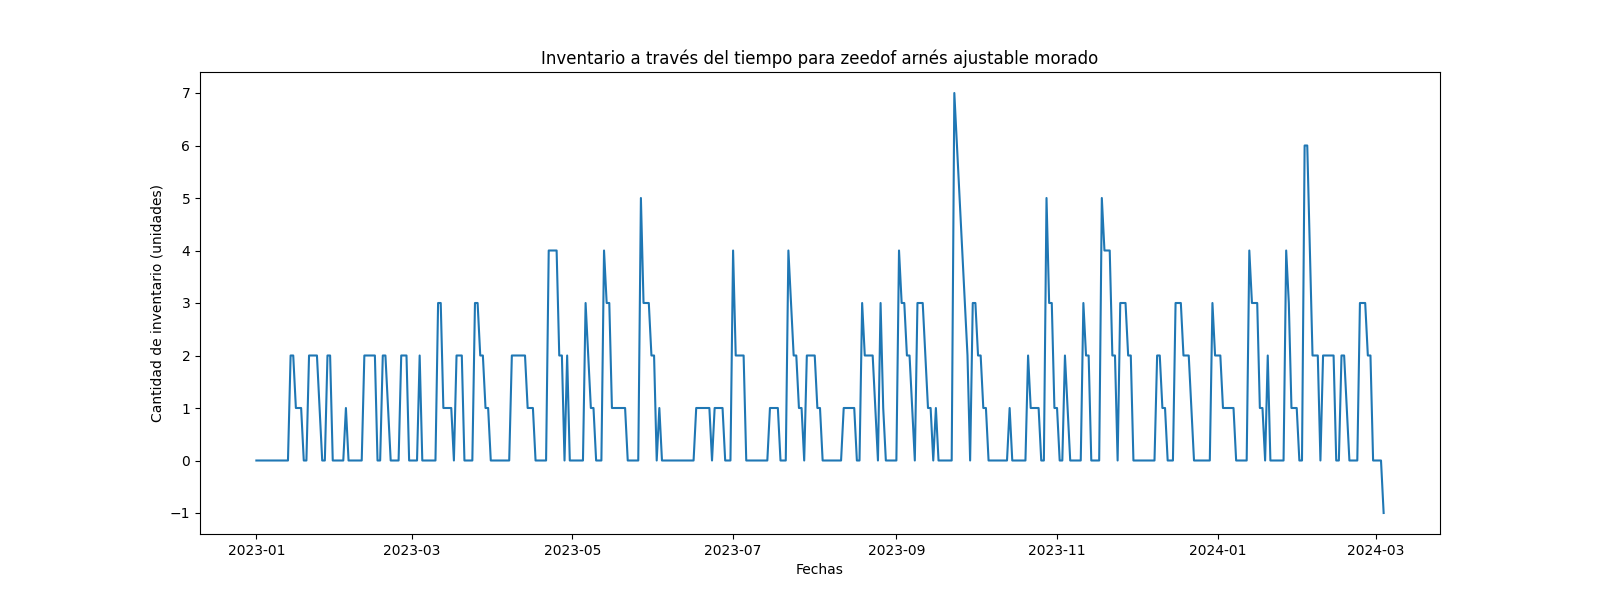 Inventario a través del tiempo para zeedof arnés ajustable morado
Cantidad de inventario (unidades)
7
6
5
4
3
2
1
0
−1
2023-01 2023-03 2023-05 2023-07 2023-09 2023-11 2024-01 2024-03
Fechas